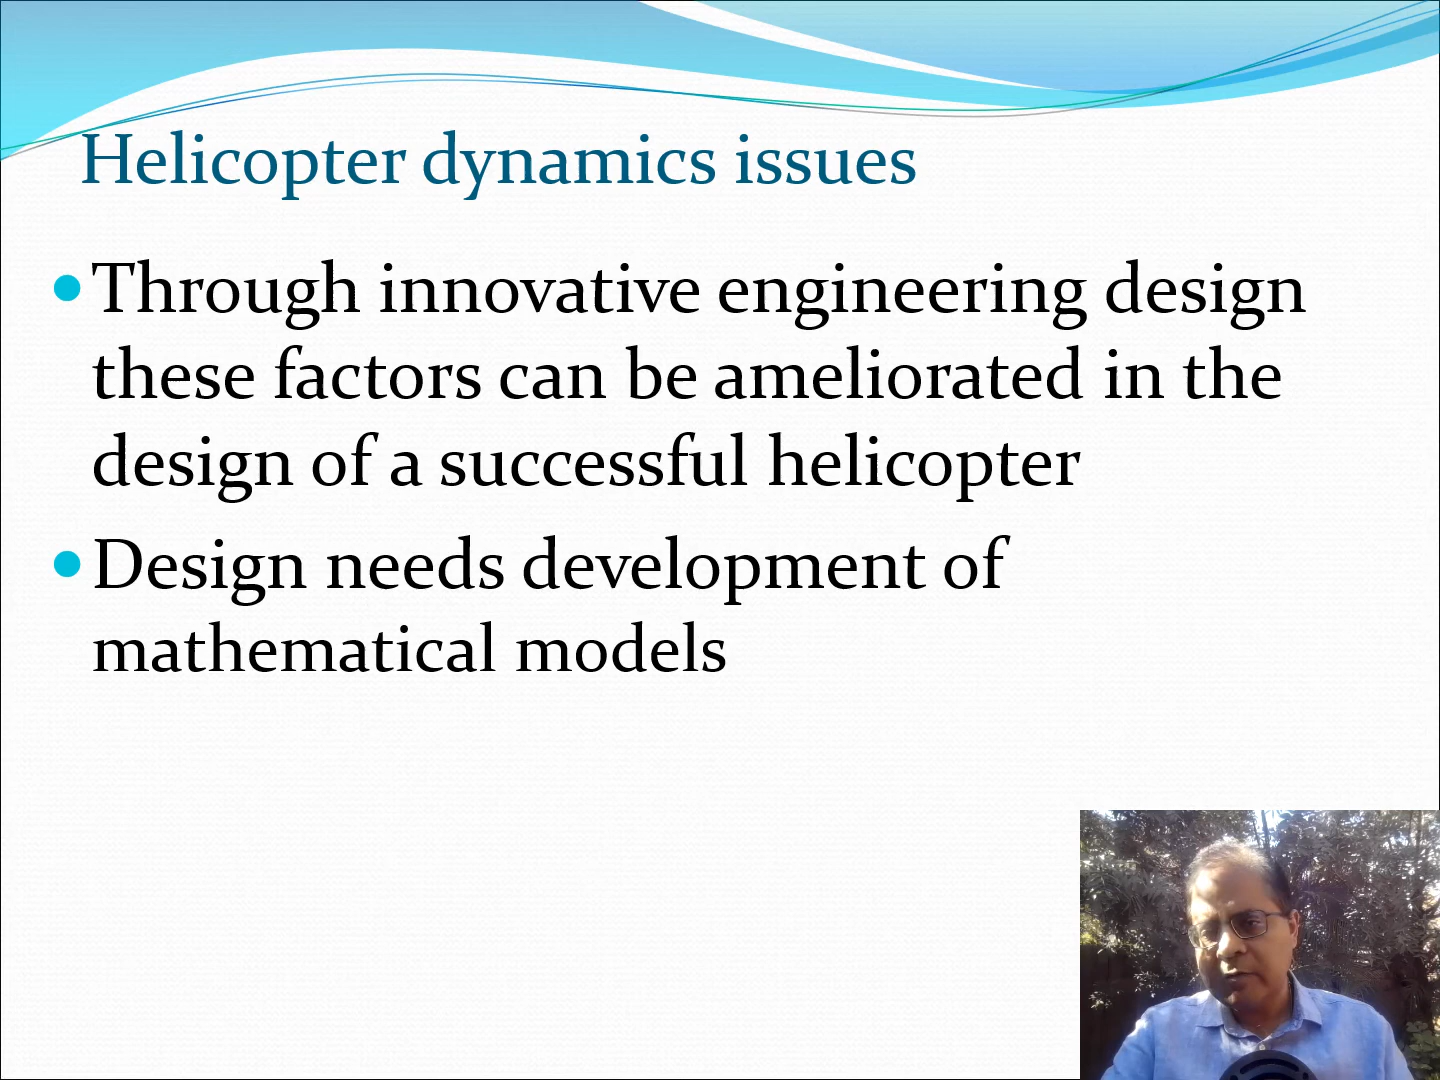 Helicopter dynamics issues
Through innovative engineering design
these factors can be ameliorated in the
design of a successful helicopter
Design needs development of
mathematical models